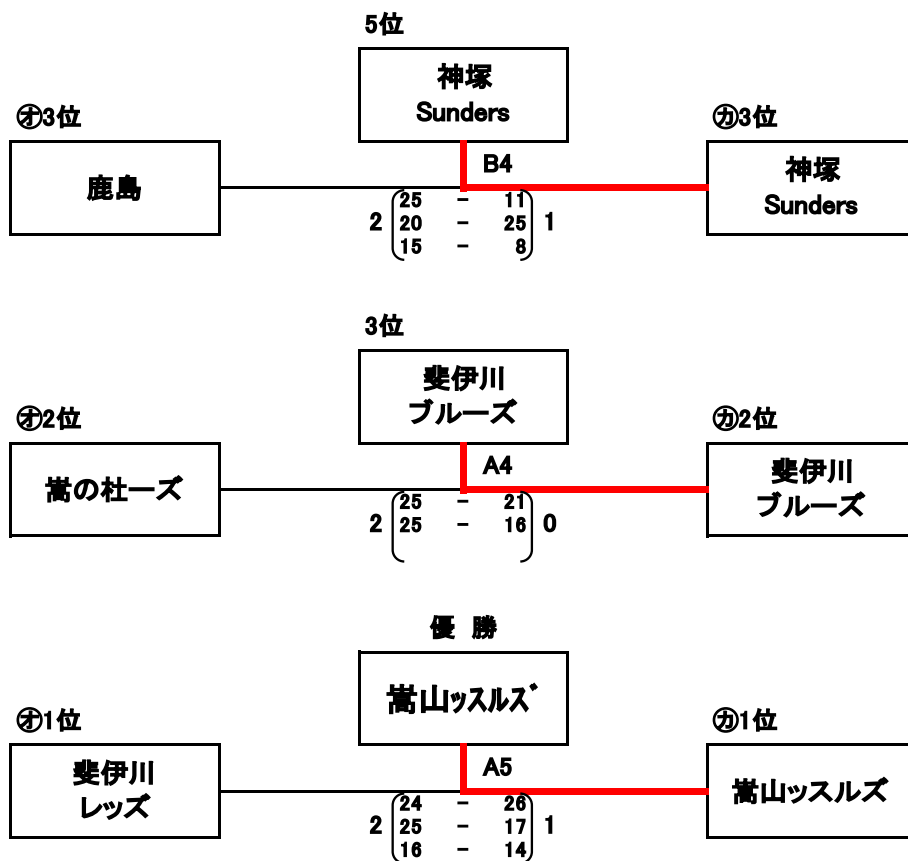 5位
神塚
Sunders
㋔3位
㋕3位
鹿島
B4
神塚
Sunders
2 25 - 11 1
20 - 25
15 - 8
3位
斐伊川
ブルーズ
㋔2位
㋕2位
嵩の杜ーズ
A4
斐伊川
ブルーズ
2 25 - 21 0
25 - 16
優 勝
嵩山ッスルズ
㋔1位
㋕1位
斐伊川
レッズ
A5
嵩山ッスルズ
24 - 26
2 25 - 17 1
16 - 14